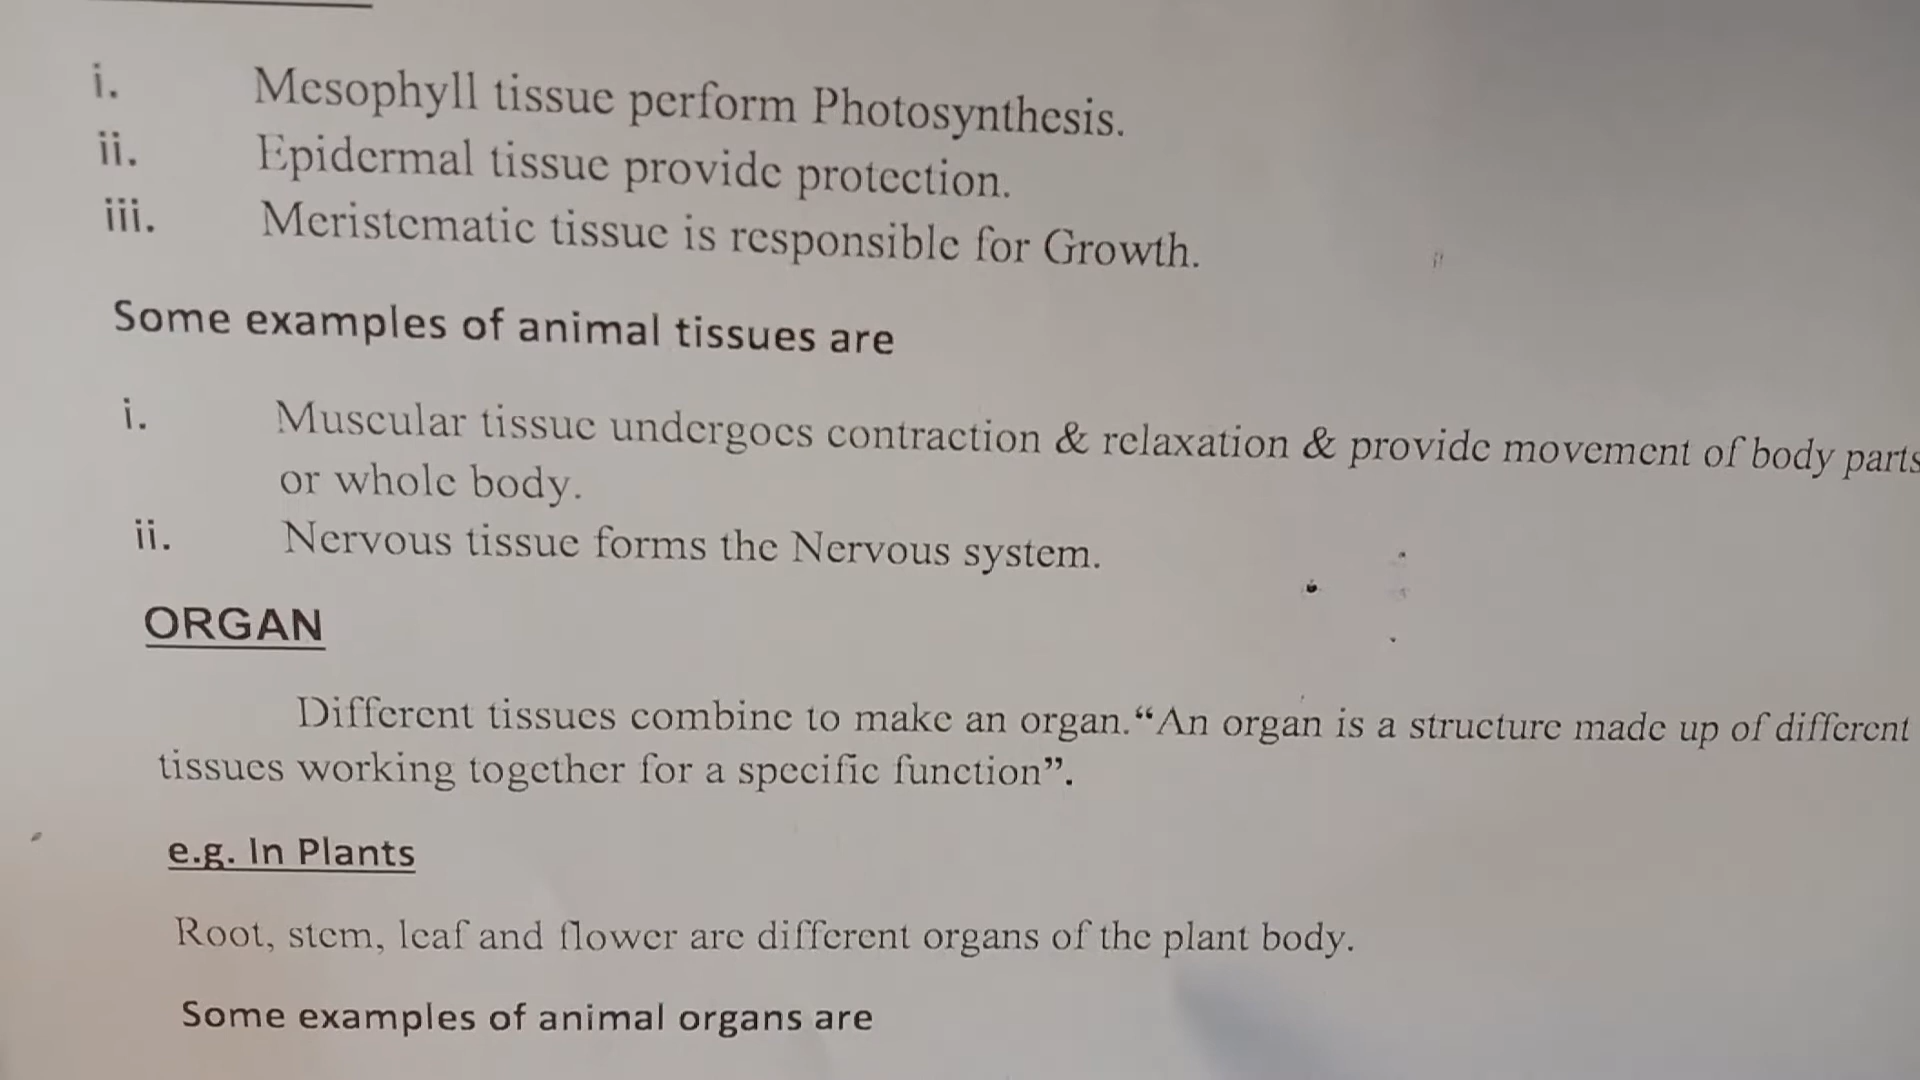 i. Mesophyll tissue perform Photosynthesis.
ii. Epidermal tissue provide protection.
iii. Meristematic tissue is responsible for Growth.
Some examples of animal tissues are
i. Muscular tissue undergoes contraction & relaxation & provide movement of body parts
or whole body.
ii. Nervous tissue forms the Nervous system.
ORGAN
Different tissues combine to make an organ.“An organ is a structure made up of different
tissues working together for a specific function”.
e.g. In Plants
Root, stem, leaf and flower are different organs of the plant body.
Some examples of animal organs are